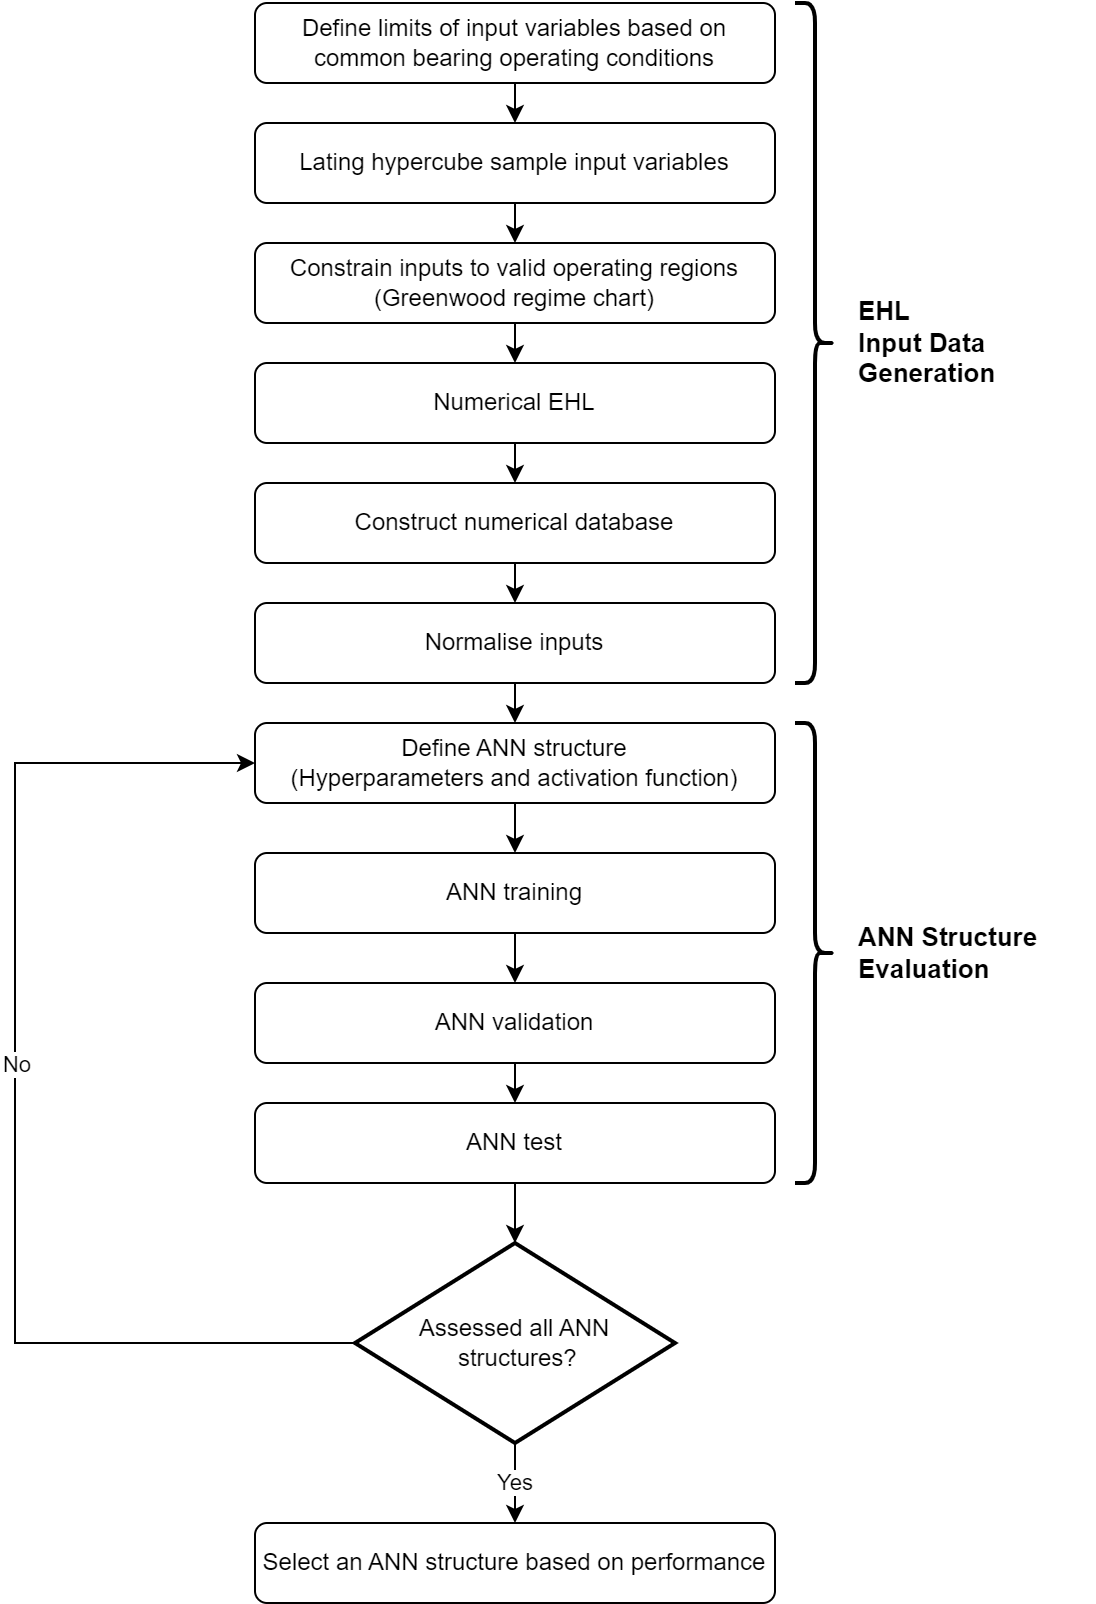 Define limits of input variables based on
common bearing operating conditions
Lating hypercube sample input variables
Constrain inputs to valid operating regions
(Greenwood regime chart)
EHL
Input Data
Generation
Numerical EHL
Construct numerical database
Normalise inputs
Define ANN structure
(Hyperparameters and activation function)
ANN training
ANN Structure
Evaluation
ANN validation
No
ANN test
Assessed all ANN
structures?
Yes
Select an ANN structure based on performance